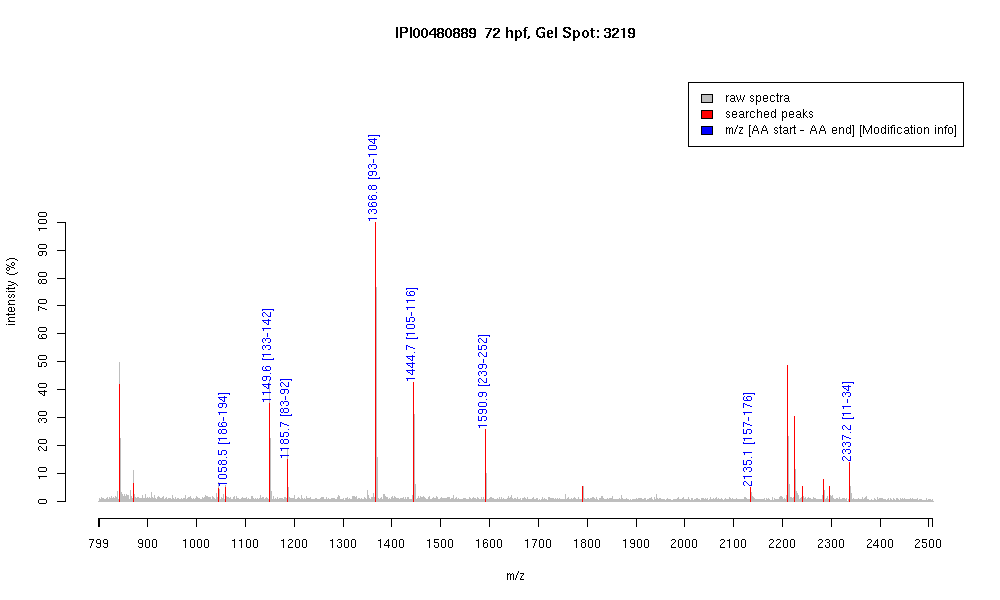 IPI00480889 72 hpf, Gel Spot: 3219
raw spectra
searched peaks
m/z [AA start - AA end] [Modification info]
1366.8 [93-104]
1149.6 [133-142]
1444.7 [105-116]
1590.9 [239-252]
1185.7 [83-92]
1058.5 [186-194]
2135.1 [157-176]
2337.2 [11-34]
intensity (%)
100
90
80
70
60
50
40
30
20
10
0
799 900 1000 1100 1200 1300 1400 1500 1600 1700 1800 1900 2000 2100 2200 2300 2400 2500
m/z